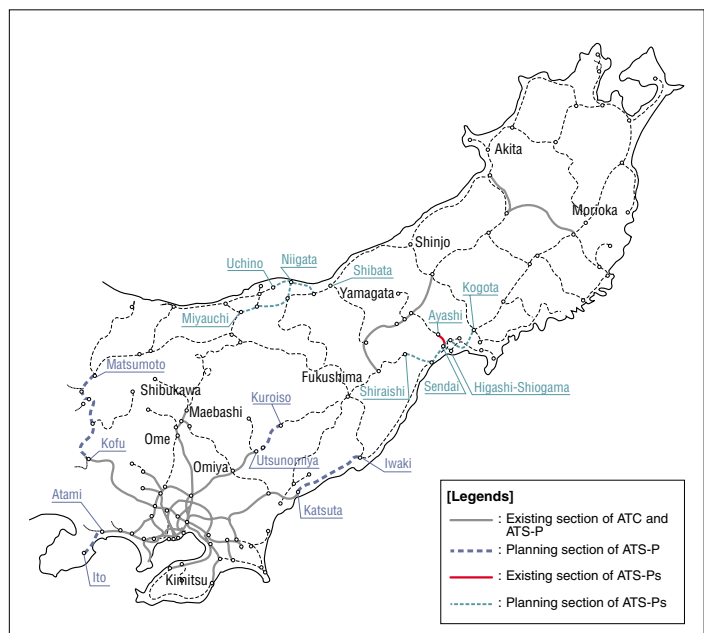 Akita
Morioka
Shinjo
Uchino
Niigata
Shibata
Yamagata
Kogota
Ayashi
Miyauchi
Matsumoto
Fukushima
Shiraishi
Sendai
Higashi-Shiogama
Shibukawa
Kuroiso
Maebashi
Ome
Kofu
Omiya
Utsunomiya
Iwaki
Atami
Katsuta
Ito
Kimitsu
[Legends]
: Existing section of ATC and
ATS-P
: Planning section of ATS-P
: Existing section of ATS-Ps
: Planning section of ATS-Ps